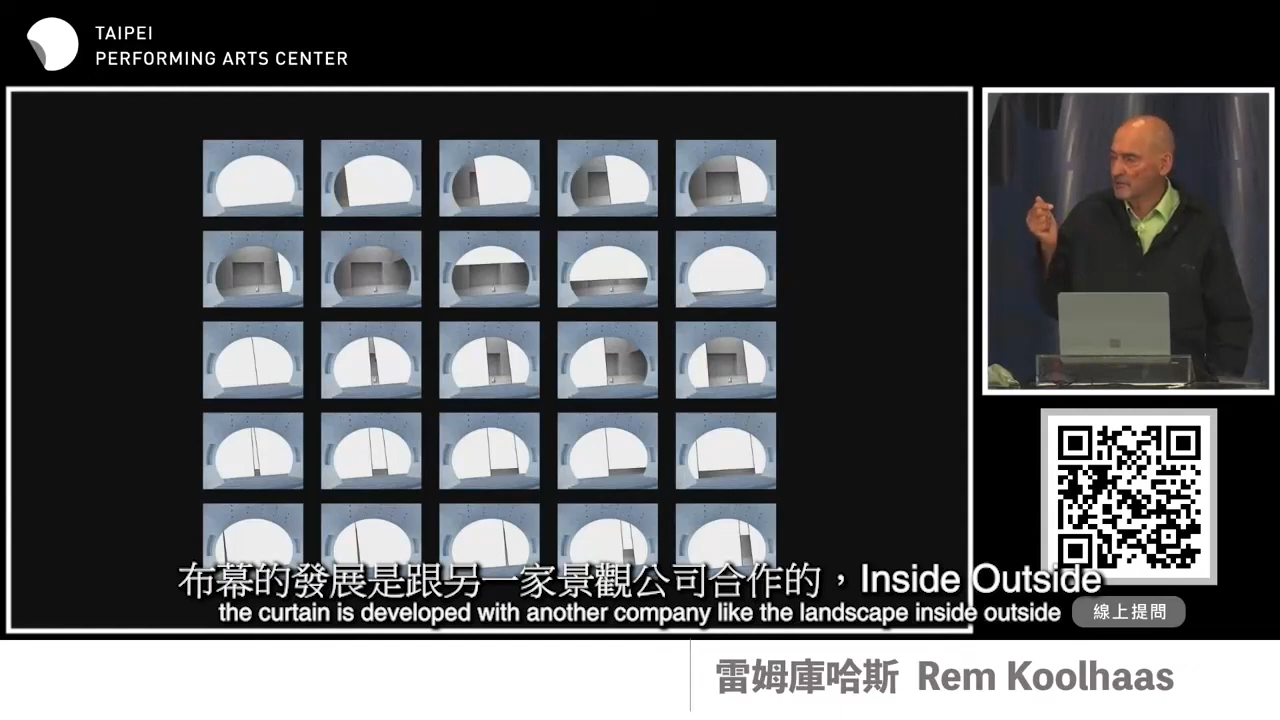 TAIPEI
PERFORMING ARTS CENTER
布幕的發展是跟另一家景觀公司合作的，Inside Outside
the curtain is developed with another company like the landscape inside outside
線上提問
雷姆庫哈斯 Rem Koolhaas